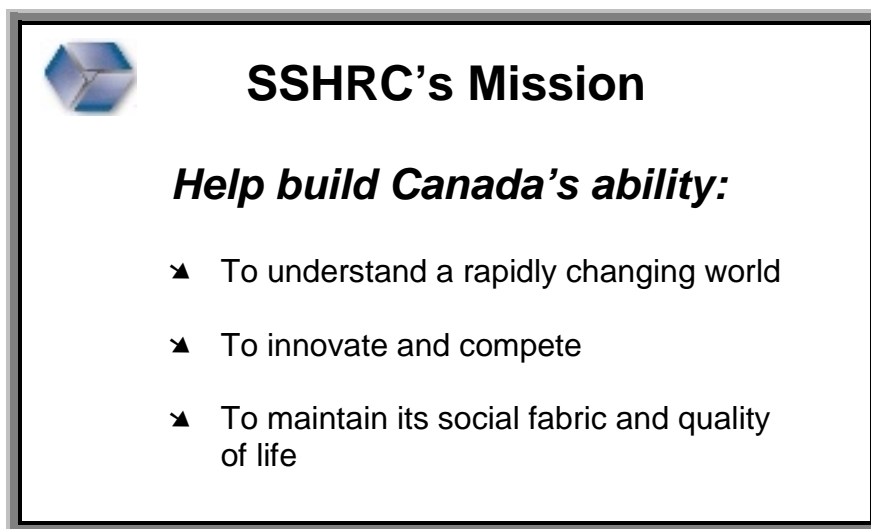 SSHRC’s Mission
Help build Canada’s ability:
To understand a rapidly changing world
To innovate and compete
To maintain its social fabric and quality
of life